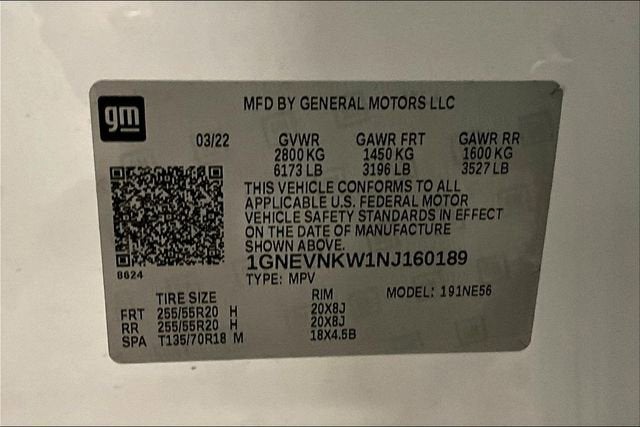 gm
MFD BY GENERAL MOTORS LLC
03/22 GVWR GAWR FRT GAWR RR
2800 KG 1450 KG 1600 KG
6173 LB 3196 LB 3527 LB
THIS VEHICLE CONFORMS TO ALL
APPLICABLE U.S. FEDERAL MOTOR
VEHICLE SAFETY STANDARDS IN EFFECT
ON THE DATE OF MANUFACTURE
SHOWN ABOVE.
8624
1GNEVNKW1NJ160189
TYPE: MPV MODEL: 191NE56
TIRE SIZE RIM
FRT 255/55R20 H 20X8J
RR 255/55R20 H 20X8J
SPA T135/70R18 M 18X4.5B